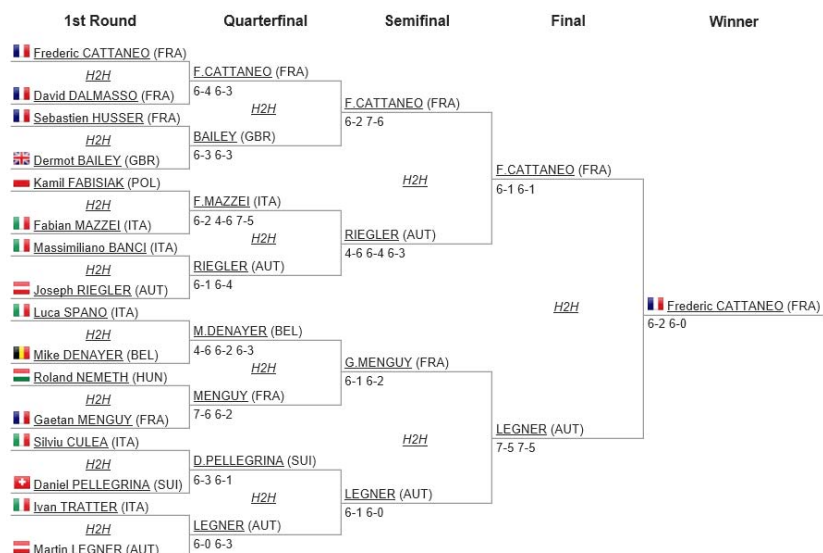 1st Round Quarterfinal Semifinal Final Winner
Frederic CATTANEO (FRA)
H2H
David DALMASSO (FRA)
Sebastien HUSSER (FRA)
H2H
Dermot BAILEY (GBR)
Kamil FABISIAK (POL)
H2H
Fabian MAZZEI (ITA)
Massimiliano BANCI (ITA)
H2H
Joseph RIEGLER (AUT)
Luca SPANO (ITA)
H2H
Mike DENAYER (BEL)
Roland NEMETH (HUN)
H2H
Gaetan MENGUY (FRA)
Silviu CULEA (ITA)
H2H
Daniel PELLEGRINA (SUI)
Ivan TRATTER (ITA)
H2H
Martin LEGNER (AUT)
F.CATTANEO (FRA)
6-4 6-3
H2H
BAILEY (GBR)
6-3 6-3
F.MAZZEI (ITA)
6-2 4-6 7-5
H2H
RIEGLER (AUT)
6-1 6-4
M.DENAYER (BEL)
4-6 6-2 6-3
H2H
MENGUY (FRA)
7-6 6-2
D.PELLEGRINA (SUI)
6-3 6-1
H2H
LEGNER (AUT)
6-0 6-3
F.CATTANEO (FRA)
6-2 7-6
H2H
RIEGLER (AUT)
4-6 6-4 6-3
G.MENGUY (FRA)
6-1 6-2
H2H
LEGNER (AUT)
6-1 6-0
F.CATTANEO (FRA)
6-1 6-1
H2H
LEGNER (AUT)
7-5 7-5
Frederic CATTANEO (FRA)
6-2 6-0